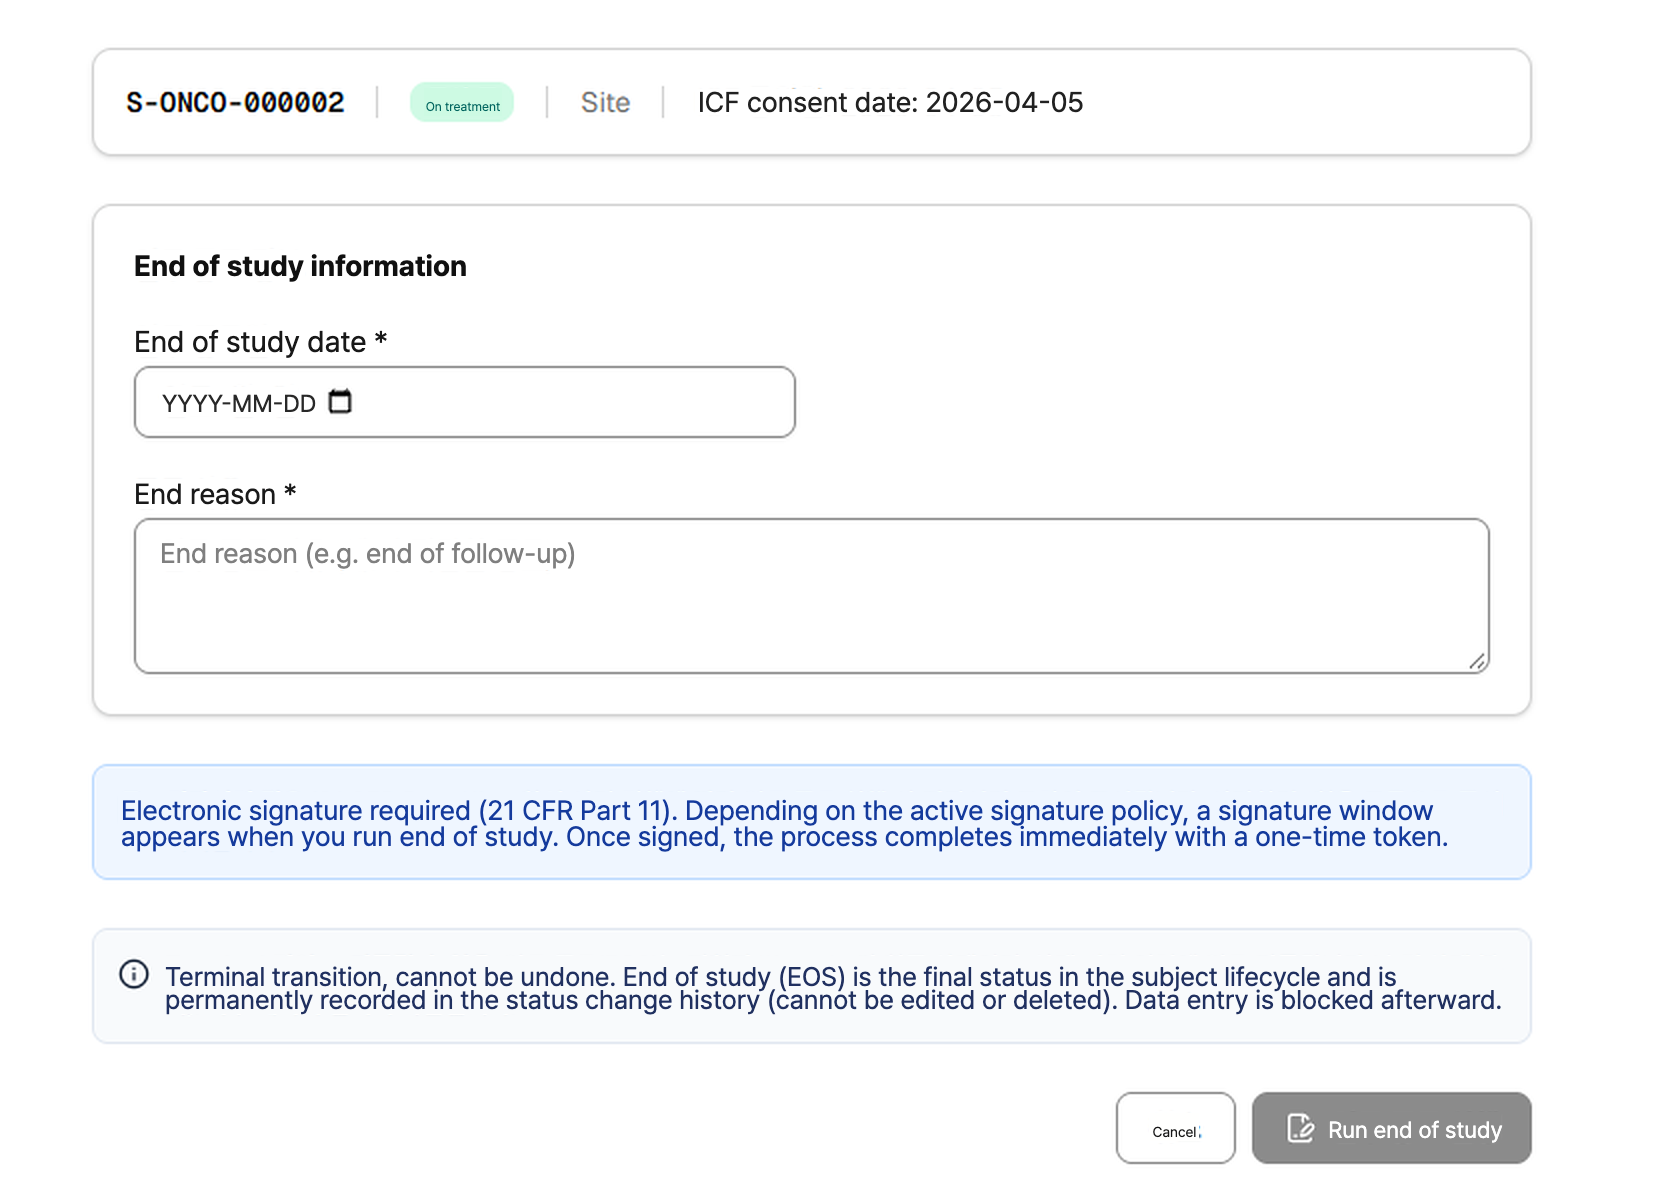 S-ONCO-000002 On treatment Site ICF consent date: 2026-04-05
End of study information
End of study date *
YYYY-MM-DD
End reason *
End reason (e.g. end of follow-up)
Electronic signature required (21 CFR Part 11). Depending on the active signature policy, a signature window
appears when you run end of study. Once signed, the process completes immediately with a one-time token.
Terminal transition, cannot be undone. End of study (EOS) is the final status in the subject lifecycle and is
permanently recorded in the status change history (cannot be edited or deleted). Data entry is blocked afterward.
Cancel Run end of study